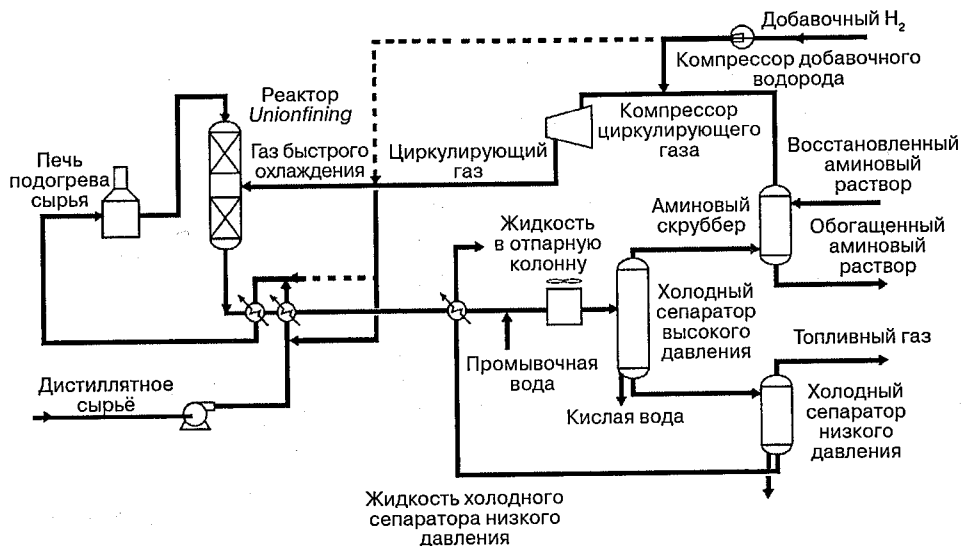 Добавочный H₂
Компрессор добавочного
водорода
Реактор
Unionfining
Компрессор
циркулирующего
газа
Печь
подогрева
сырья
Газ быстрого
охлаждения
Циркулирующий
газ
Восстановленный
аминовый
раствор
Аминовый
скруббер
Жидкость
в отпарную
колонну
Обогащенный
аминовый
раствор
Холодный
сепаратор
высокого
давления
Промывочная
вода
Топливный газ
Дистиллятное
сырьё
Кислая вода
Холодный
сепаратор
низкого
давления
Жидкость холодного
сепаратора низкого
давления